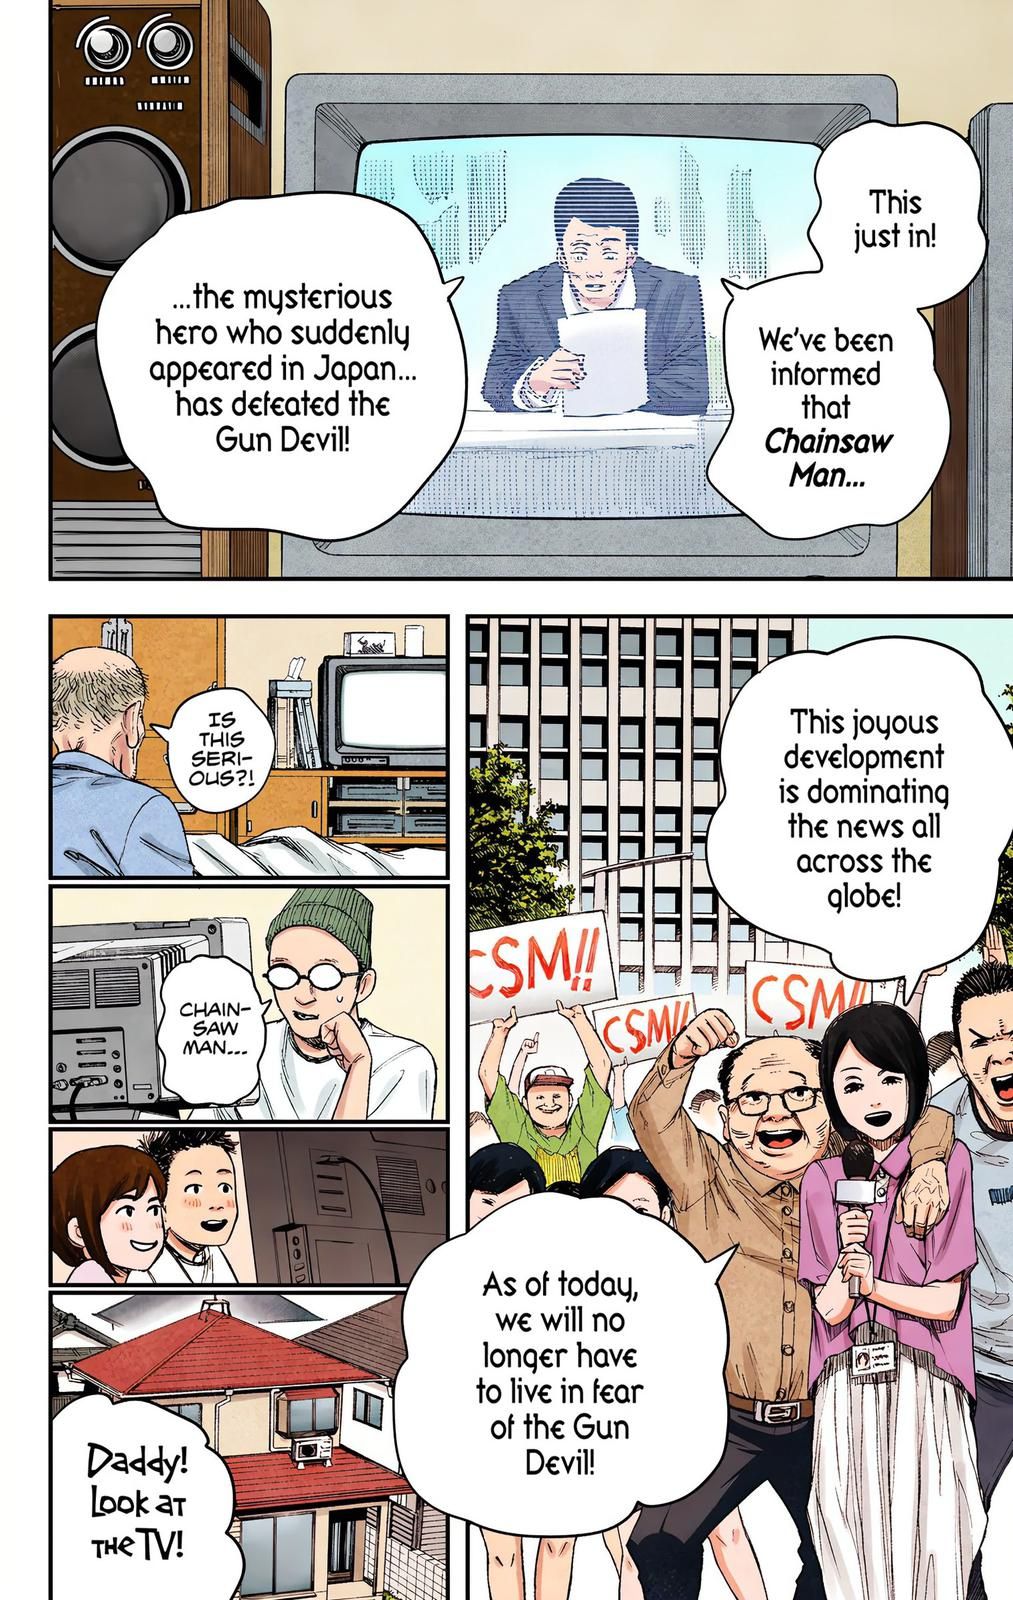 This
just in!
We've been
informed
that
Chainsaw
Man...
...the mysterious
hero who suddenly
appeared in Japan...
has defeated the
Gun Devil!
This joyous
development
is dominating
the news all
across the
globe!
CSM!!
CSM!!
CSM!!
As of today,
we will no
longer have
to live in fear
of the Gun
Devil!
IS
THIS
SERI-
OUS?!
CHAIN-
SAW
MAN...
Daddy!
Look at
the TV!